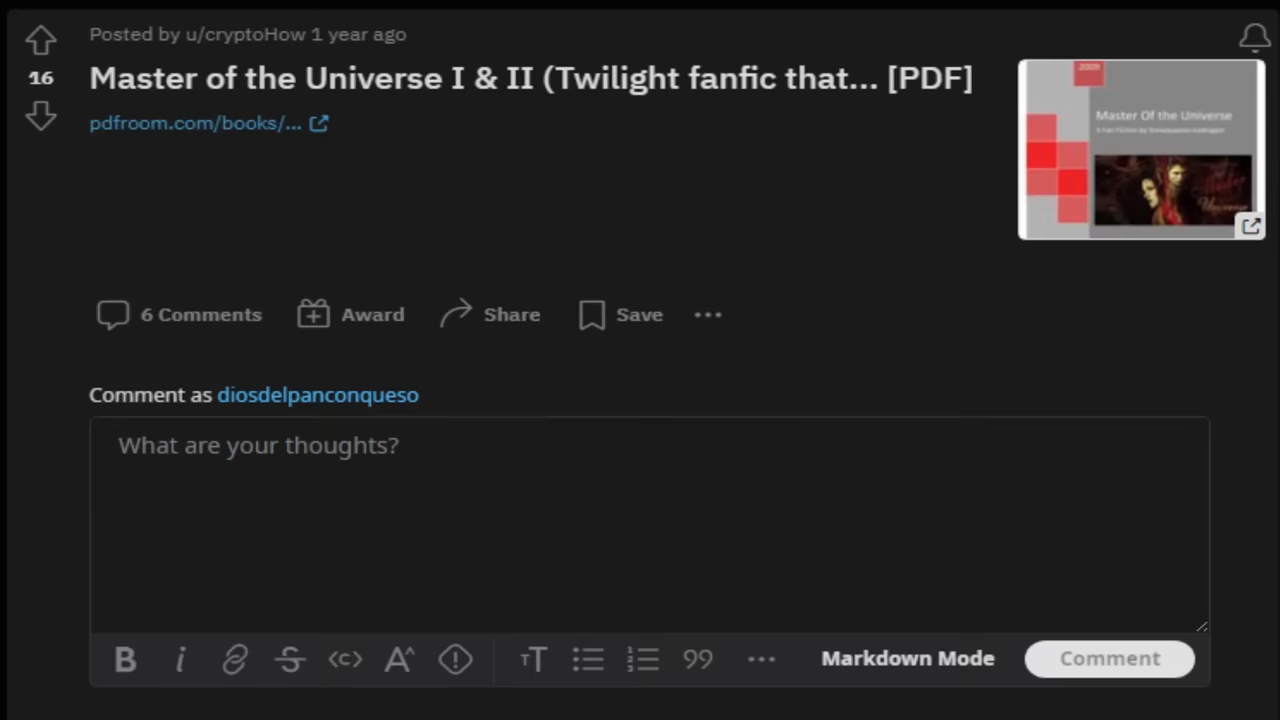 Posted by u/cryptoHow 1 year ago
16
Master of the Universe I & II (Twilight fanfic that... [PDF]
pdfroom.com/books/...
2009
Master Of the Universe
6 Comments
Award
Share
Save
Comment as diosdelpanconqueso
What are your thoughts?
Markdown Mode
Comment